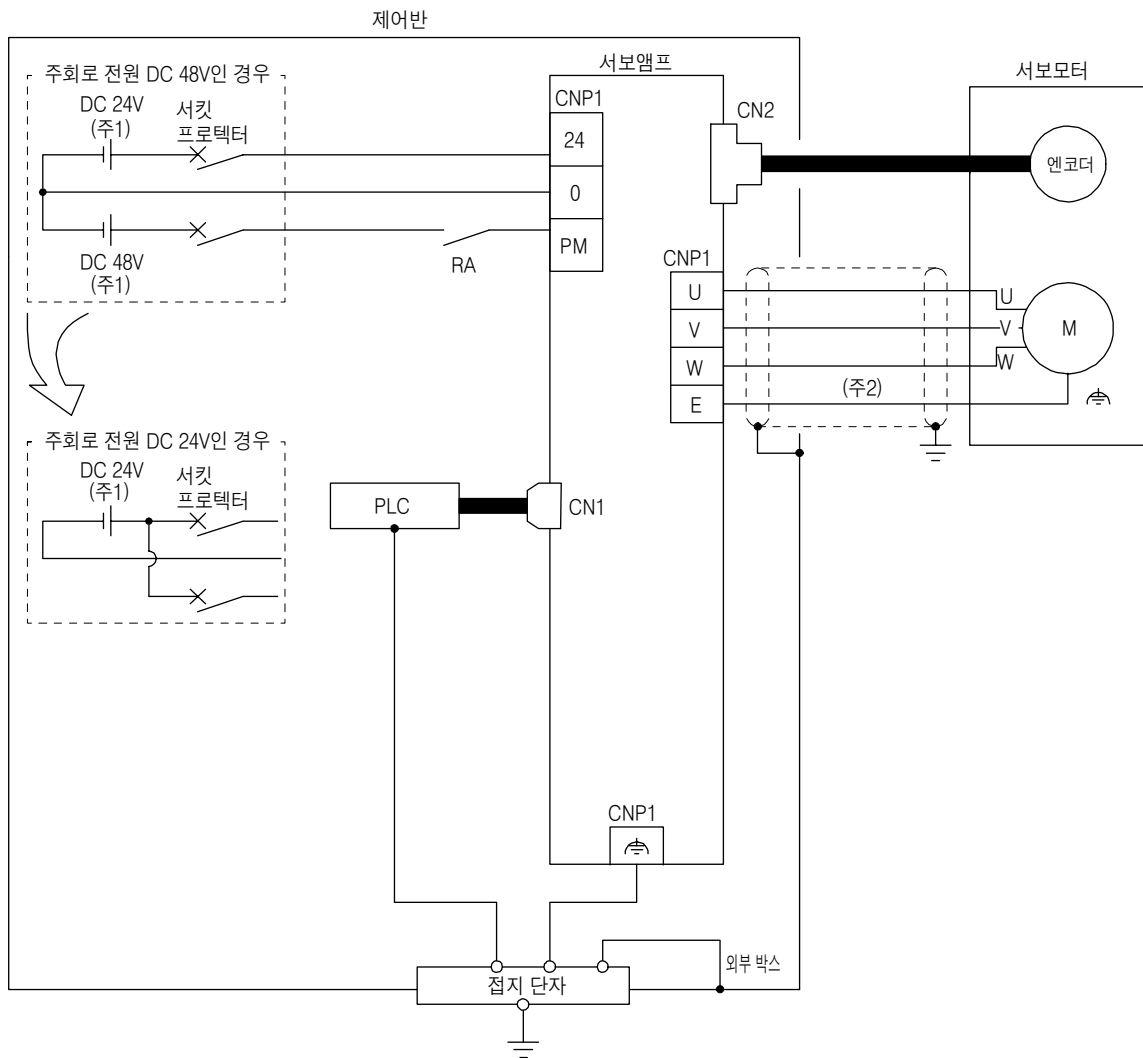 제어반
주회로 전원 DC 48V인 경우
DC 24V
(주1)
서킷
프로텍터
DC 48V
(주1)
RA
서보앰프
CNP1
24
0
PM
CN2
서보모터
엔코더
CNP1
U
V
W
E
(주2)
U
V
W
M
주회로 전원 DC 24V인 경우
DC 24V
(주1)
서킷
프로텍터
PLC
CN1
CNP1
외부 박스
접지 단자